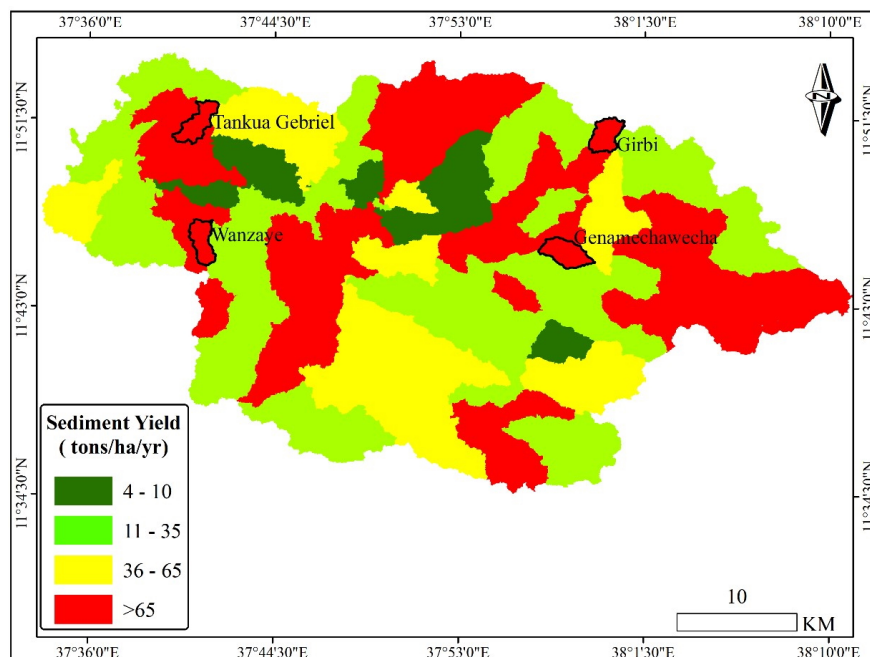 37°36'0"E 37°44'30"E 37°53'0"E 38°1'30"E 38°10'0"E
N
11°51'30"N 11°51'30"N
Tankua Gebriel
Girbi
Wanzaye
Genamechawecha
11°43'0"N 11°43'0"N
Sediment Yield
( tons/ha/yr)
4 - 10
11 - 35
36 - 65
>65
11°34'30"N 11°34'30"N
10
KM
37°36'0"E 37°44'30"E 37°53'0"E 38°1'30"E 38°10'0"E